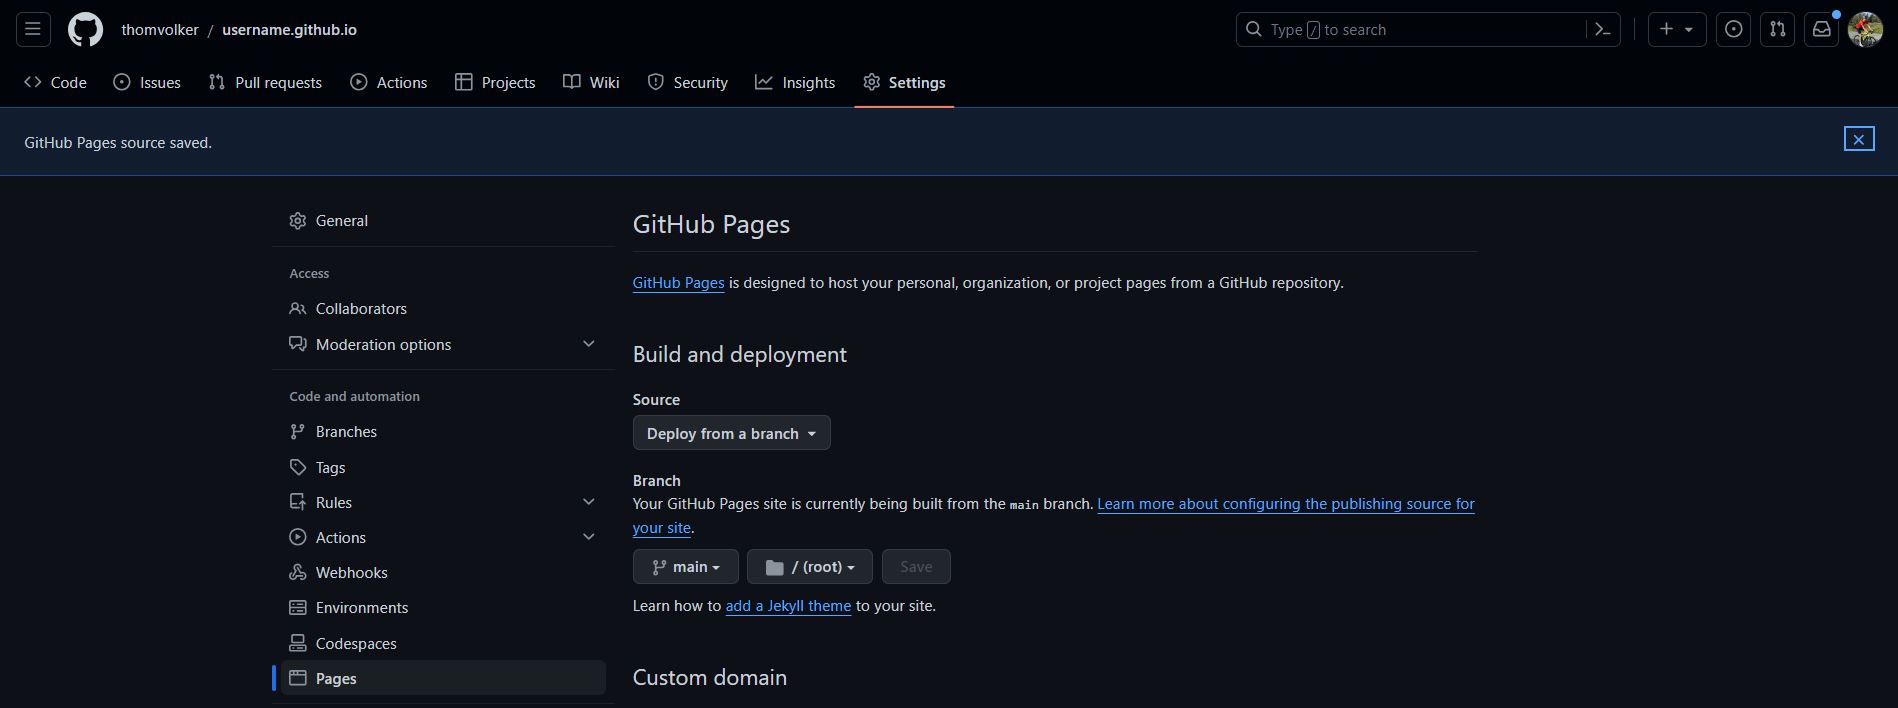 thomvolker / username.github.io
Type / to search
Code
Issues
Pull requests
Actions
Projects
Wiki
Security
Insights
Settings
GitHub Pages source saved.
General
Access
Collaborators
Moderation options
Code and automation
Branches
Tags
Rules
Actions
Webhooks
Environments
Codespaces
Pages
GitHub Pages
GitHub Pages is designed to host your personal, organization, or project pages from a GitHub repository.
Build and deployment
Source
Deploy from a branch
Branch
Your GitHub Pages site is currently being built from the main branch. Learn more about configuring the publishing source for
your site.
main
/ (root)
Save
Learn how to add a Jekyll theme to your site.
Custom domain